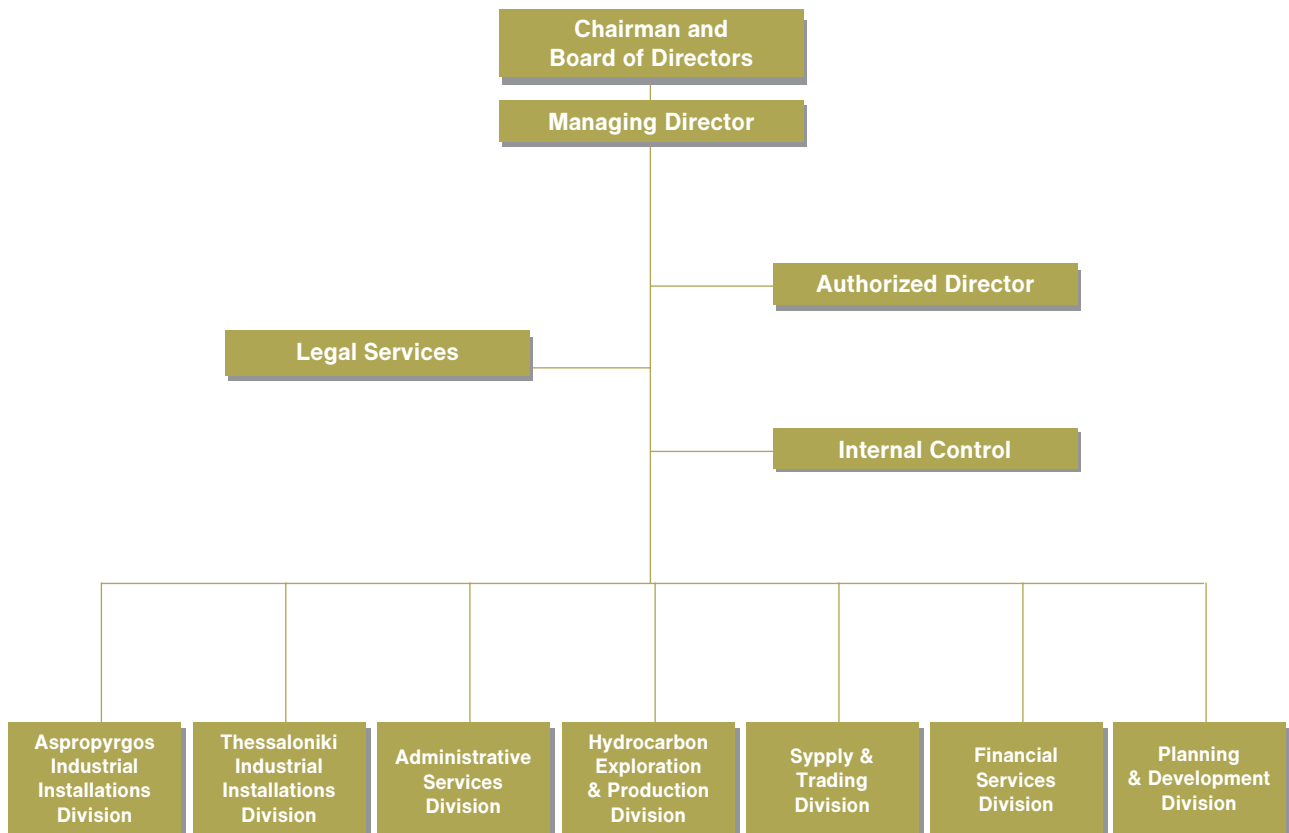 Chairman and
Board of Directors
Managing Director
Authorized Director
Legal Services
Internal Control
Aspropyrgos
Industrial
Installations
Division
Thessaloniki
Industrial
Installations
Division
Administrative
Services
Division
Hydrocarbon
Exploration
& Production
Division
Sypply &
Trading
Division
Financial
Services
Division
Planning
& Development
Division